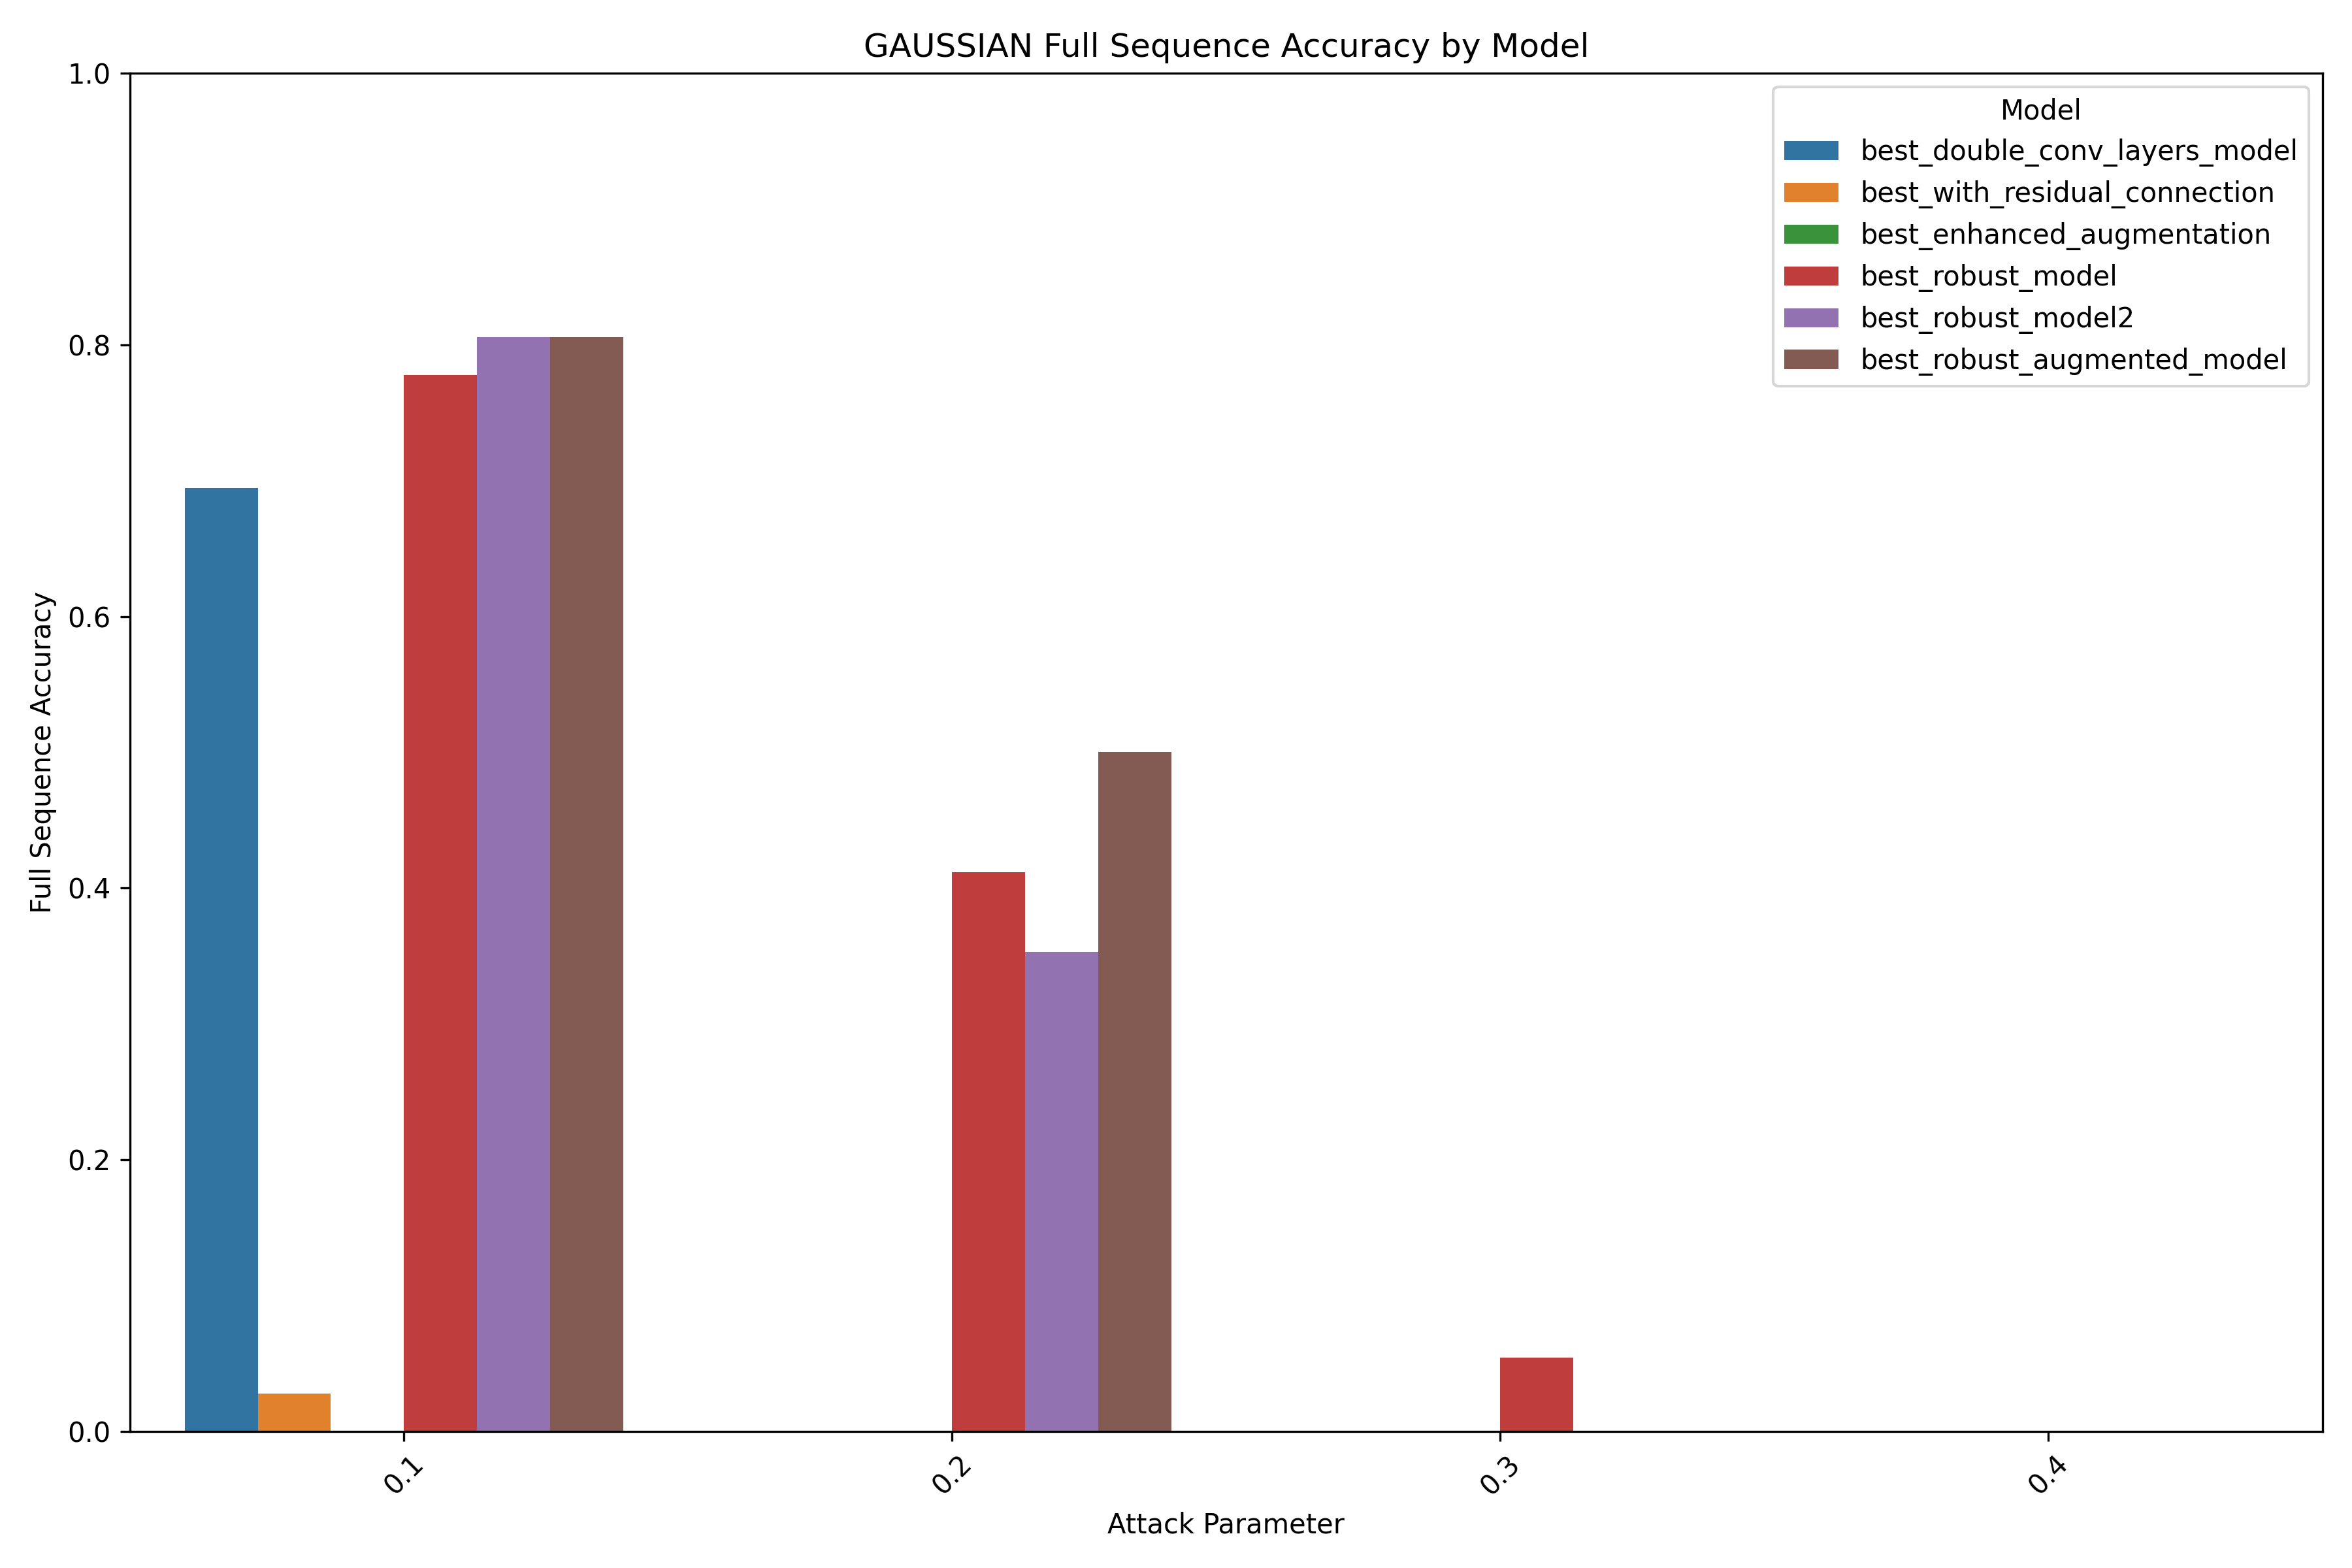 GAUSSIAN Full Sequence Accuracy by Model
Model
best_double_conv_layers_model
best_with_residual_connection
best_enhanced_augmentation
best_robust_model
best_robust_model2
best_robust_augmented_model
Full Sequence Accuracy
1.0
0.8
0.6
0.4
0.2
0.0
0.1
0.2
0.3
0.4
Attack Parameter